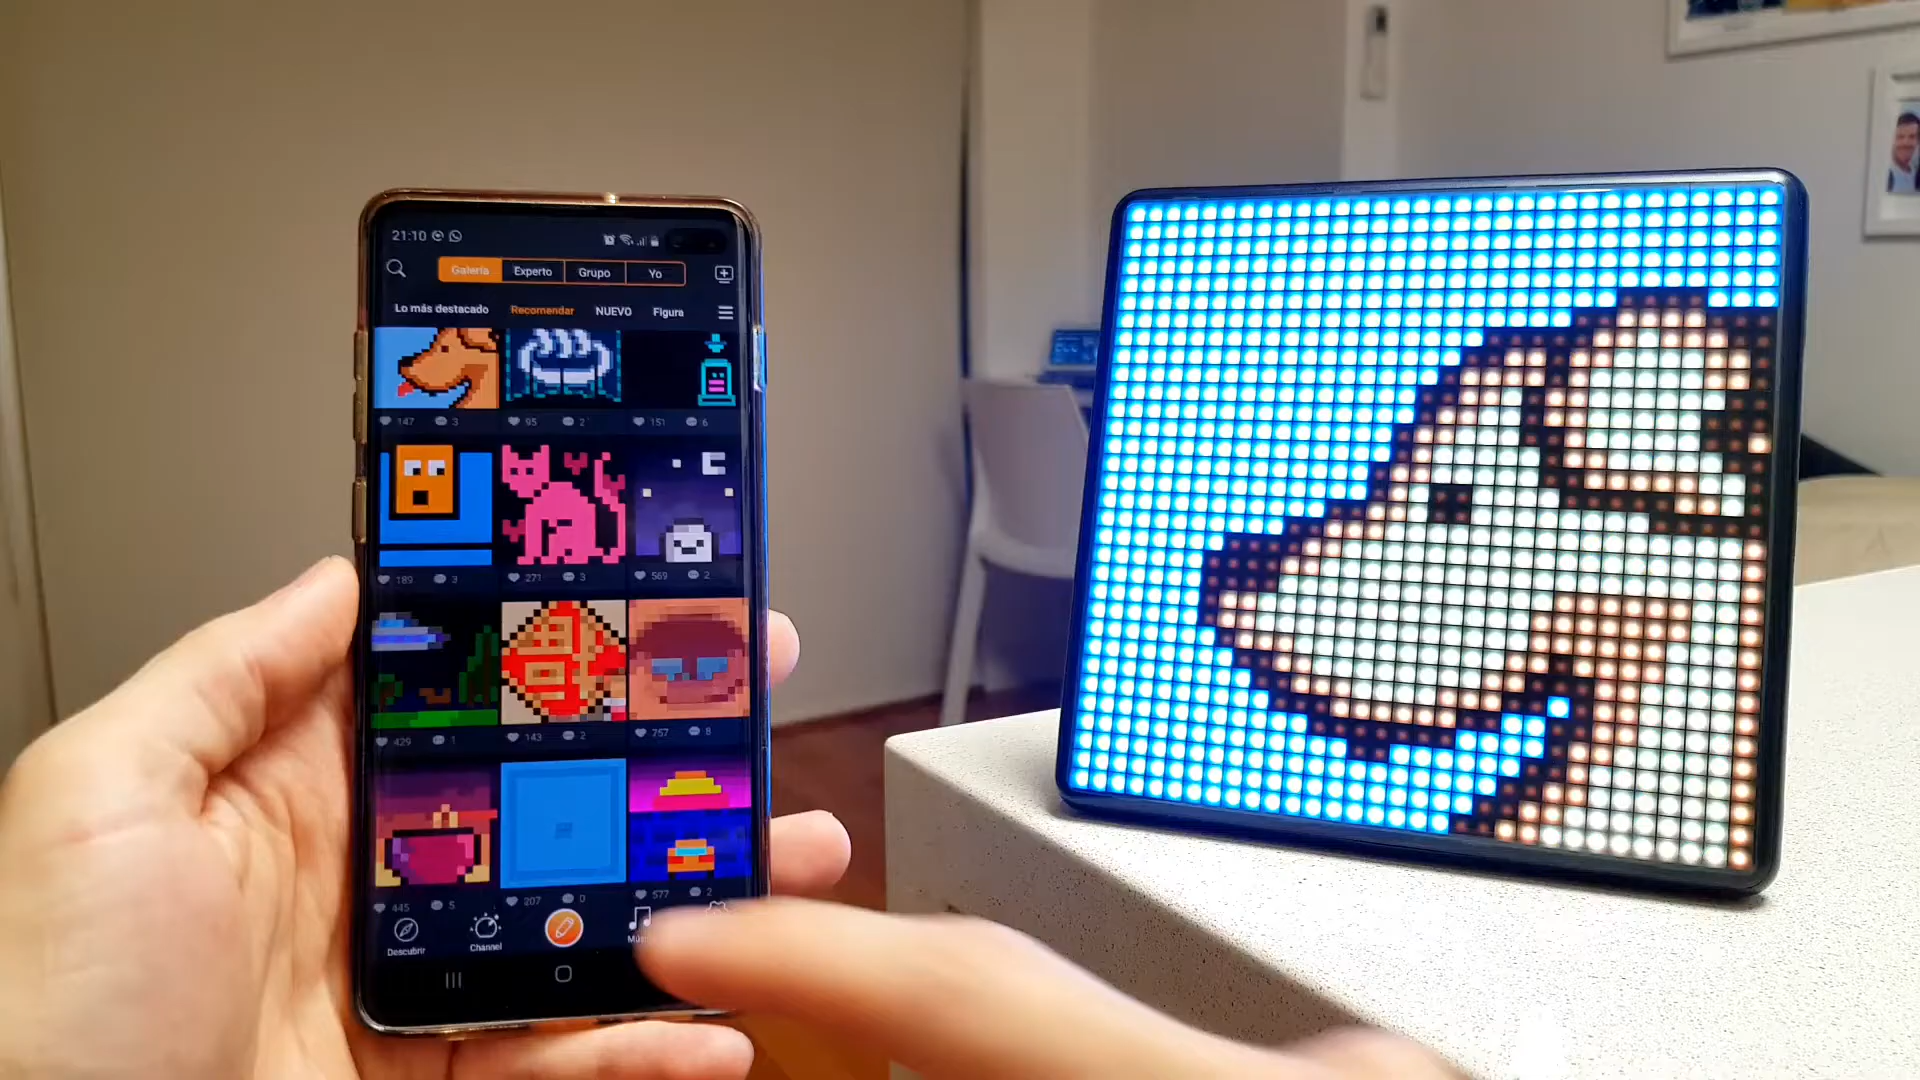 21:10
Galería Experto Grupo Yo
Lo más destacado Recomendar NUEVO Figura
147 3 95 2 151 6
189 3 271 3 569 2
429 1 143 2 757 8
445 5 207 0 577 2
Descubrir Channel